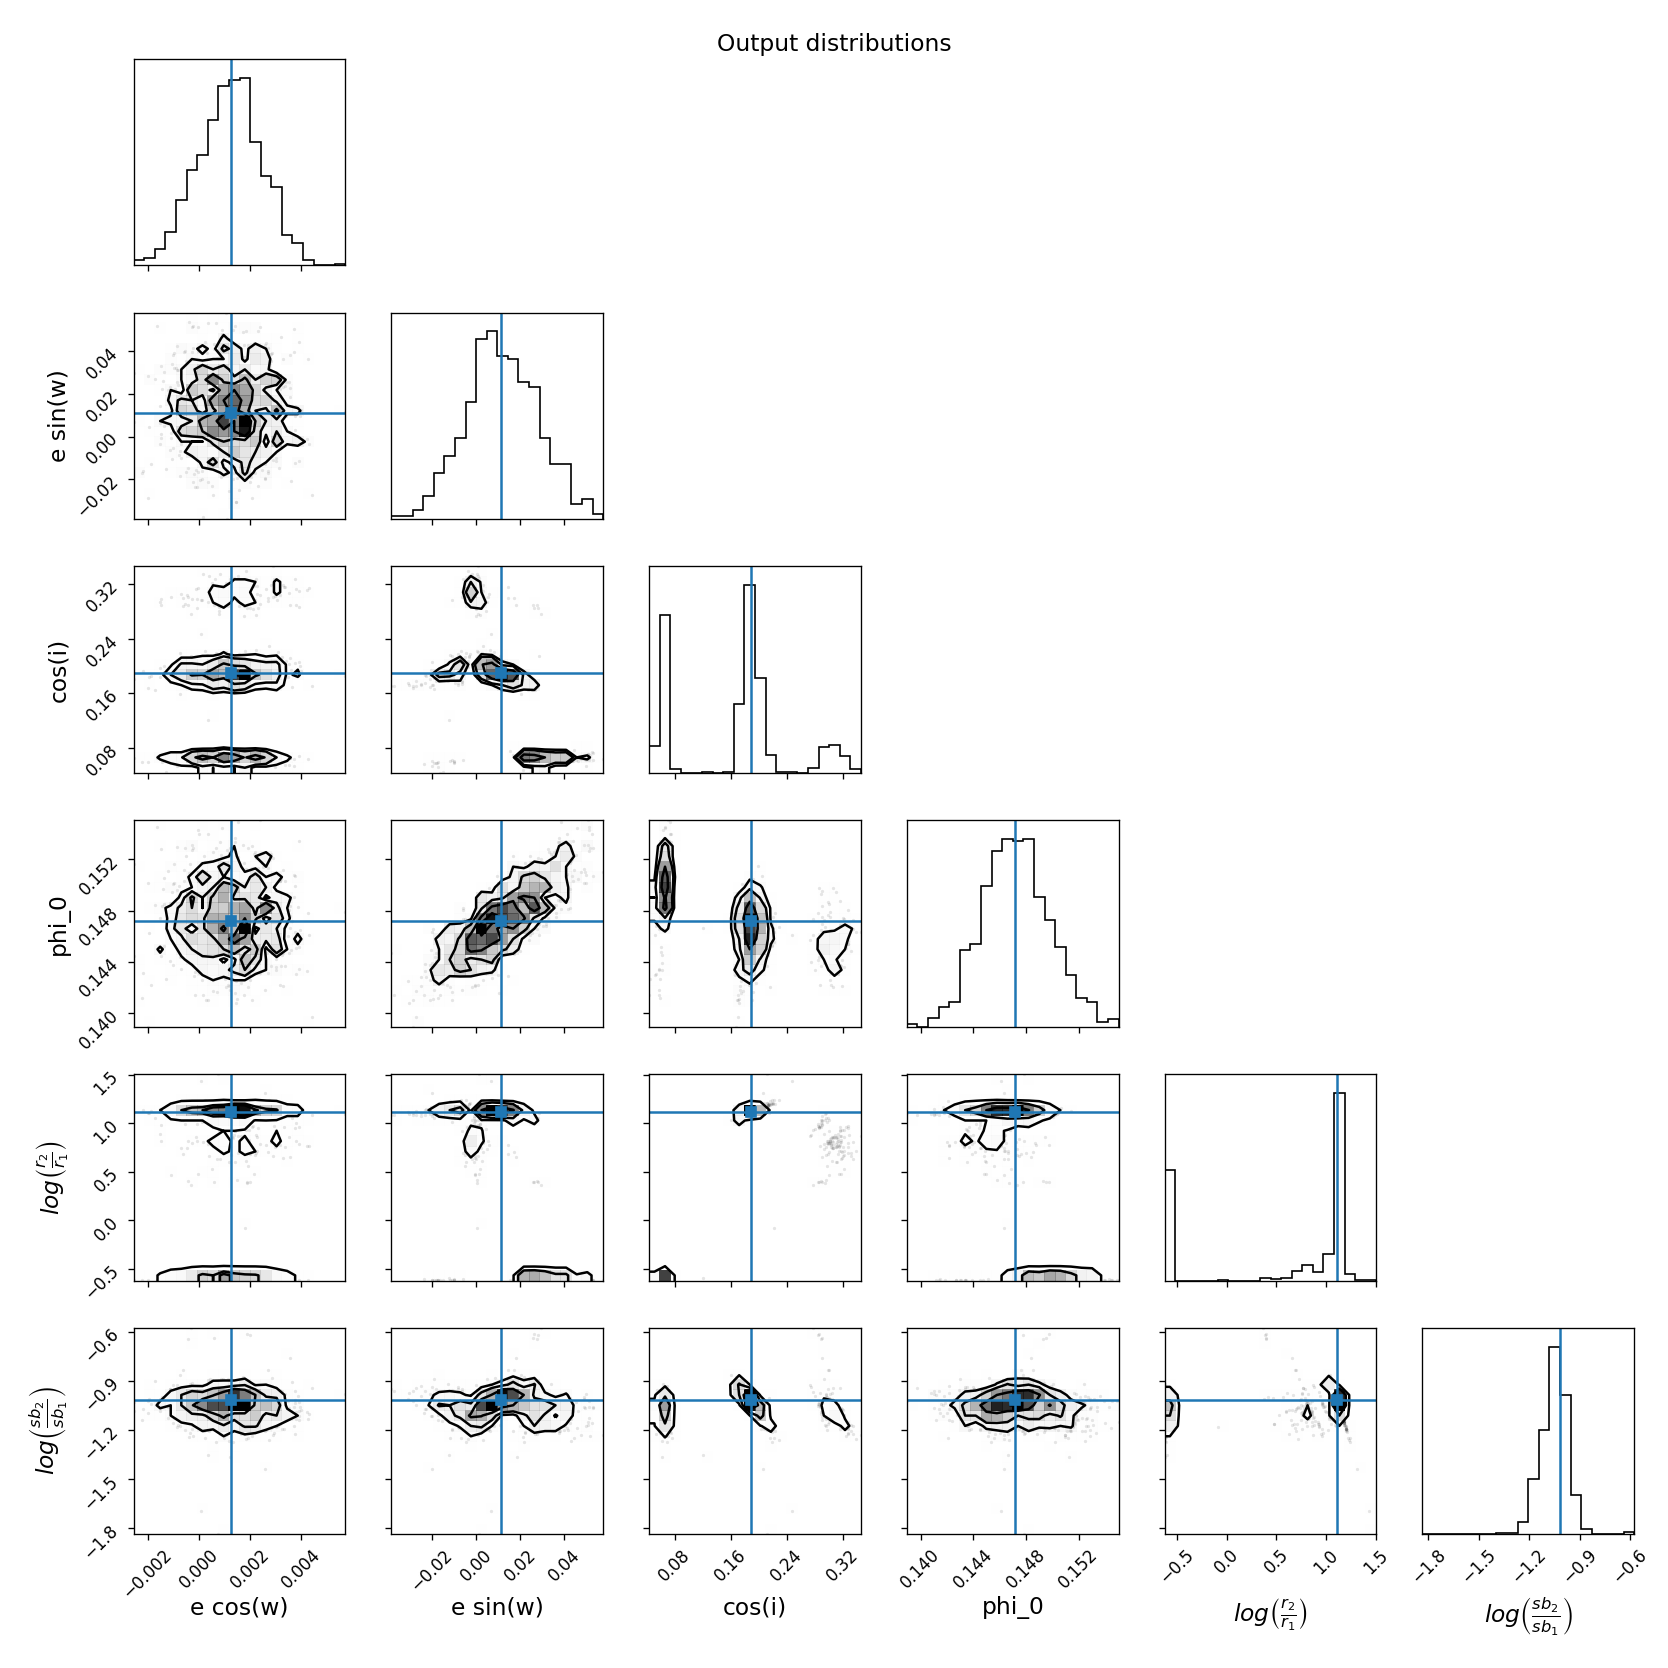 Output distributions
e sin(w)
0.04
0.02
0.00
−0.02
cos(i)
0.32
0.24
0.16
0.08
phi_0
0.152
0.148
0.144
0.140
log(r₂/r₁)
1.5
1.0
0.5
0.0
−0.5
log(sb₂/sb₁)
−0.6
−0.9
−1.2
−1.5
−1.8
−0.002 0.000 0.002 0.004
−0.02 0.00 0.02 0.04
0.08 0.16 0.24 0.32
0.140 0.144 0.148 0.152
−0.5 0.0 0.5 1.0 1.5
−1.8 −1.5 −1.2 −0.9 −0.6
e cos(w)
e sin(w)
cos(i)
phi_0
log(r₂/r₁)
log(sb₂/sb₁)